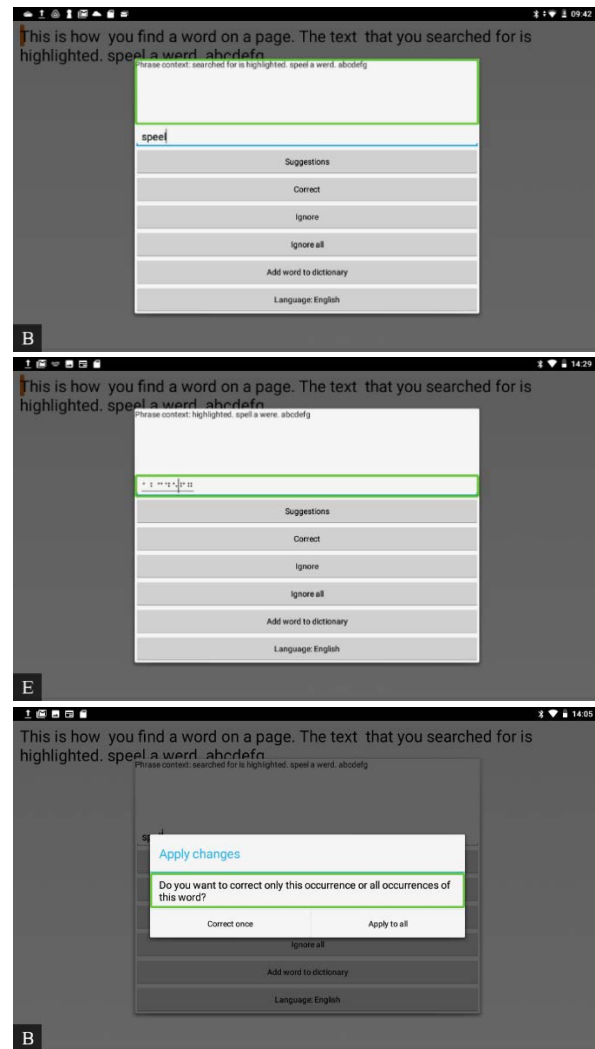 09:42
This is how  you find a word on a page. The text  that you searched for is
highlighted. speel a werd. abcdefg
Phrase context: searched for is highlighted. speel a werd. abcdefg
speel
Suggestions
Correct
Ignore
Ignore all
Add word to dictionary
Language: English
B
14:29
This is how  you find a word on a page. The text  that you searched for is
highlighted. speel a werd. abcdefg
Phrase context: highlighted. spell a were. abcdefg
Suggestions
Correct
Ignore
Ignore all
Add word to dictionary
Language: English
E
14:05
This is how  you find a word on a page. The text  that you searched for is
highlighted. speel a werd. abcdefg
Phrase context: searched for is highlighted. speel a werd. abcdefg
Apply changes
Do you want to correct only this occurrence or all occurrences of
this word?
Correct once
Apply to all
Ignore all
Add word to dictionary
Language: English
B